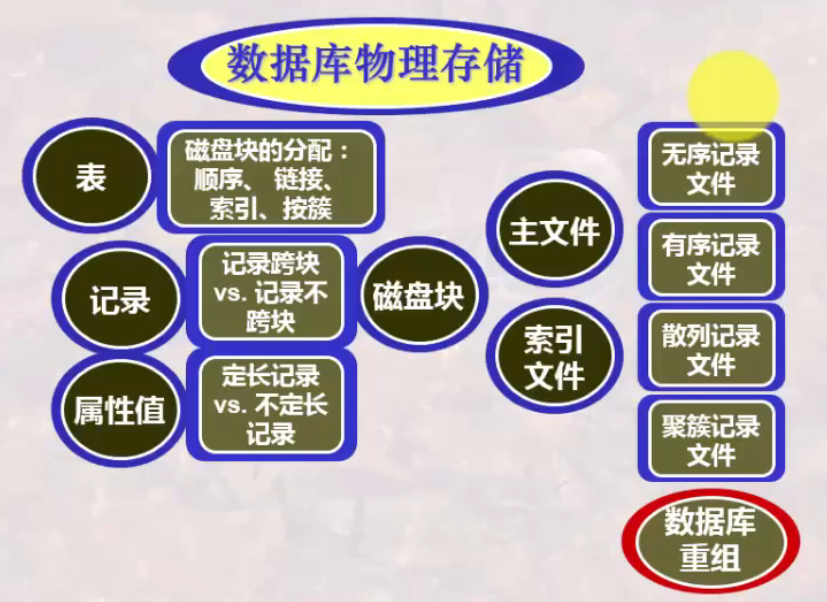 数据库物理存储
表
磁盘块的分配：
顺序、 链接、
索引、按簇
记录
记录跨块
vs. 记录不
跨块
属性值
定长记录
vs. 不定长
记录
磁盘块
主文件
索引
文件
无序记录
文件
有序记录
文件
散列记录
文件
聚簇记录
文件
数据库
重组